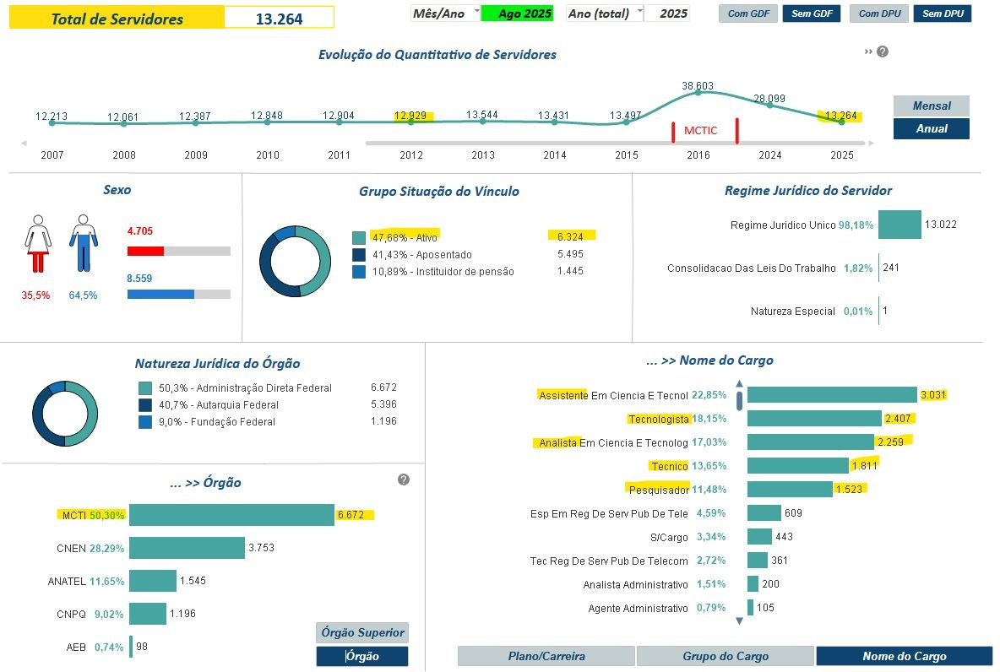 Total de Servidores 13.264 Mês/Ano Ago 2025 Ano (total) 2025 Com GDF Sem GDF Com DPU Sem DPU
Evolução do Quantitativo de Servidores
›› ?
12.213 12.061 12.387 12.848 12.904 12.929 13.544 13.431 13.497 38.603 28.099 13.264
MCTIC
Mensal
Anual
2007 2008 2009 2010 2011 2012 2013 2014 2015 2016 2024 2025
Sexo
4.705
8.559
35,5% 64,5%
Grupo Situação do Vínculo
47,68% - Ativo 6.324
41,43% - Aposentado 5.495
10,89% - Instituidor de pensão 1.445
Regime Jurídico do Servidor
Regime Juridico Unico 98,18% 13.022
Consolidacao Das Leis Do Trabalho 1,82% 241
Natureza Especial 0,01% 1
Natureza Jurídica do Órgão
50,3% - Administração Direta Federal 6.672
40,7% - Autarquia Federal 5.396
9,0% - Fundação Federal 1.196
... >> Órgão
?
MCTI 50,30% 6.672
CNEN 28,29% 3.753
ANATEL 11,65% 1.545
CNPQ 9,02% 1.196
AEB 0,74% 98
Órgão Superior
Órgão
... >> Nome do Cargo
Assistente Em Ciencia E Tecnol 22,85% 3.031
Tecnologista 18,15% 2.407
Analista Em Ciencia E Tecnolog 17,03% 2.259
Tecnico 13,65% 1.811
Pesquisador 11,48% 1.523
Esp Em Reg De Serv Pub De Tele 4,59% 609
S/Cargo 3,34% 443
Tec Reg De Serv Pub De Telecom 2,72% 361
Analista Administrativo 1,51% 200
Agente Administrativo 0,79% 105
Plano/Carreira Grupo do Cargo Nome do Cargo